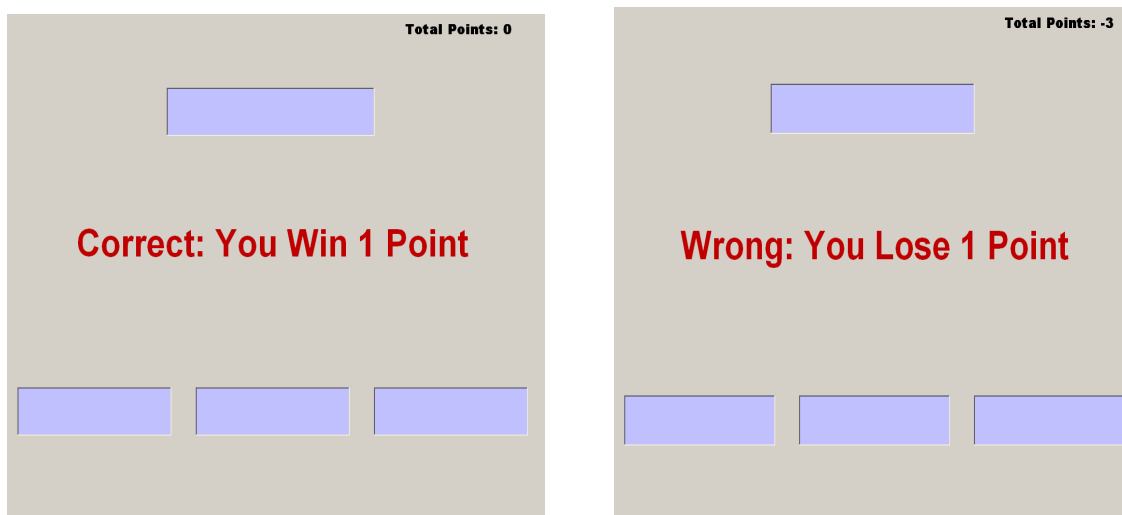 Total Points: 0
Correct: You Win 1 Point
Total Points: -3
Wrong: You Lose 1 Point